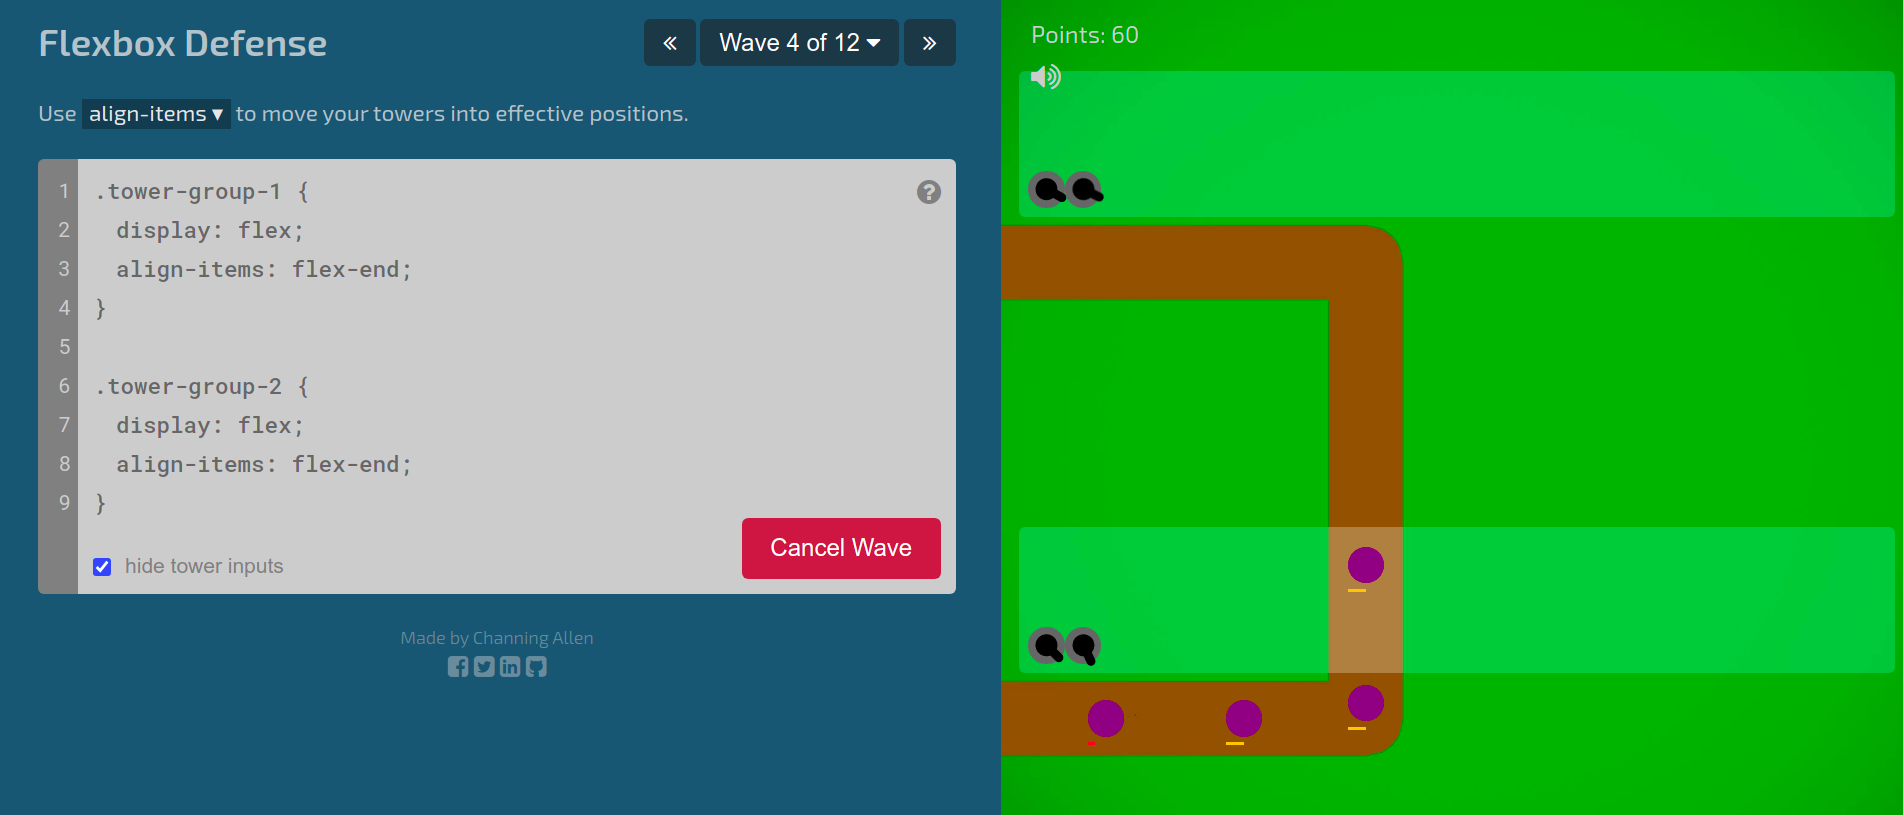 Flexbox Defense
« Wave 4 of 12 ▾ »
Use align-items ▾ to move your towers into effective positions.
1 .tower-group-1 {
2 display: flex;
3 align-items: flex-end;
4 }
5
6 .tower-group-2 {
7 display: flex;
8 align-items: flex-end;
9 }
?
hide tower inputs
Cancel Wave
Made by Channing Allen
Points: 60